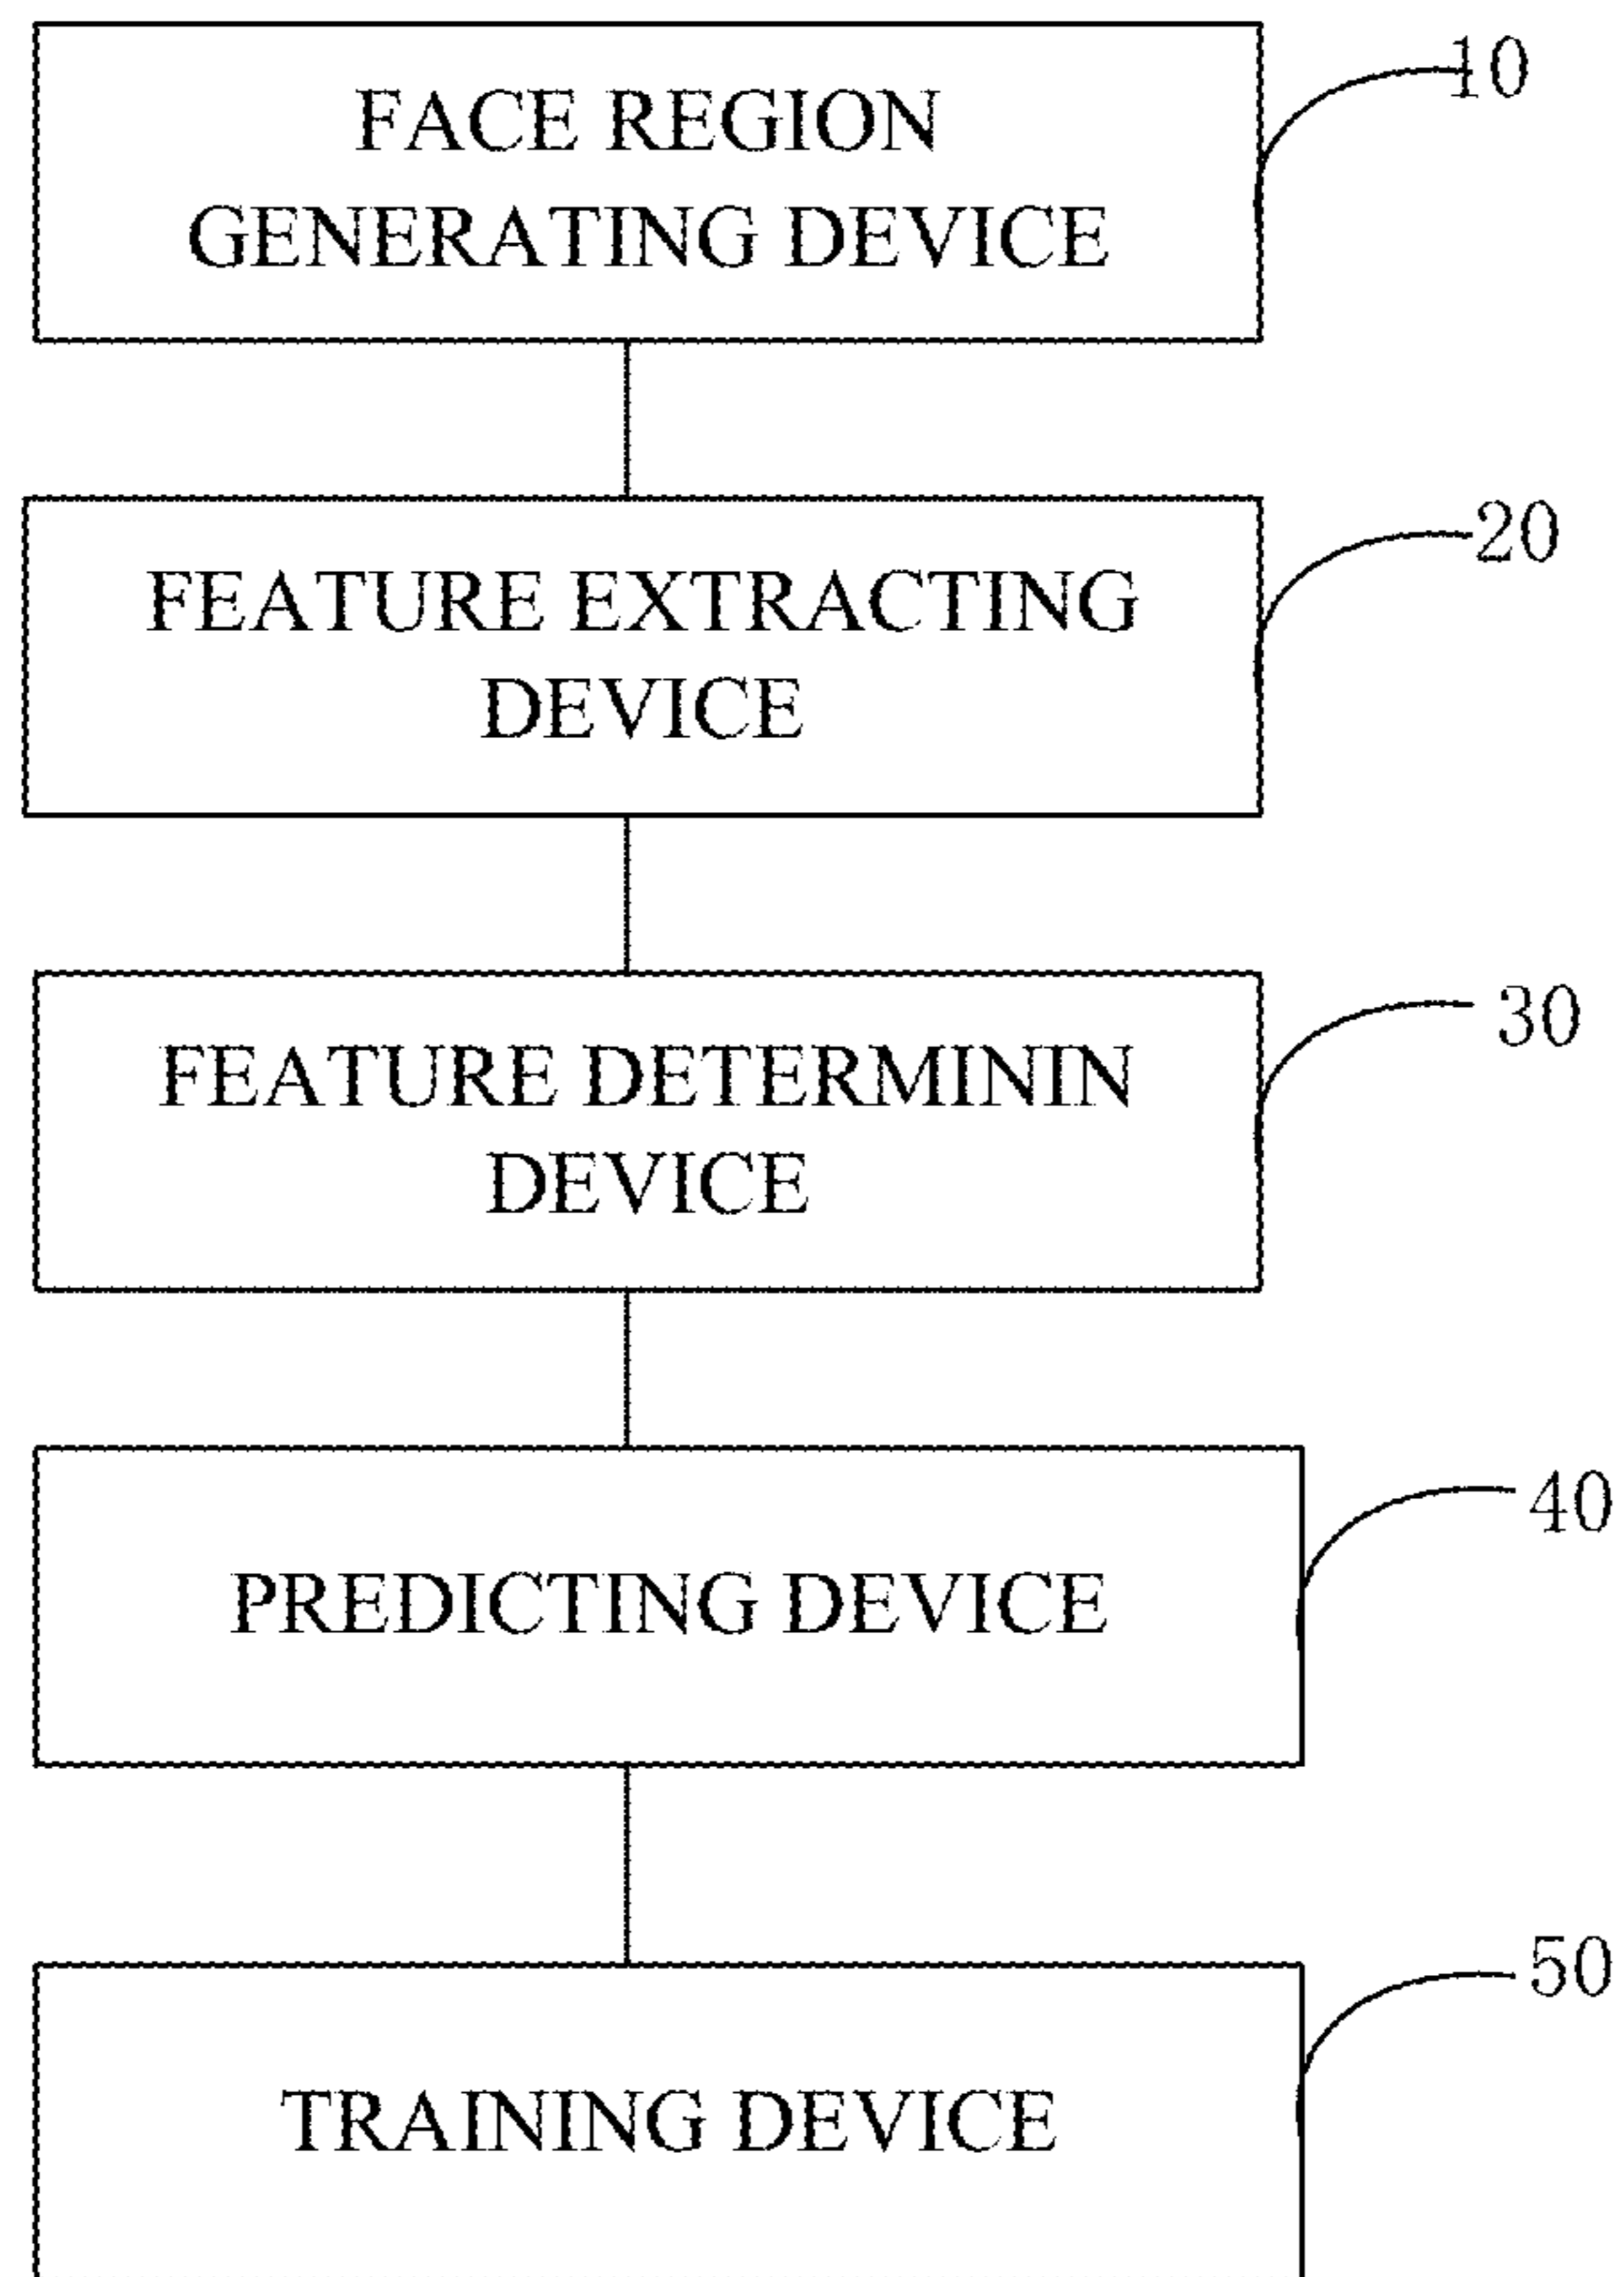 FACE REGION
GENERATING DEVICE
10
FEATURE EXTRACTING
DEVICE
20
FEATURE DETERMININ
DEVICE
30
PREDICTING DEVICE
40
TRAINING DEVICE
50